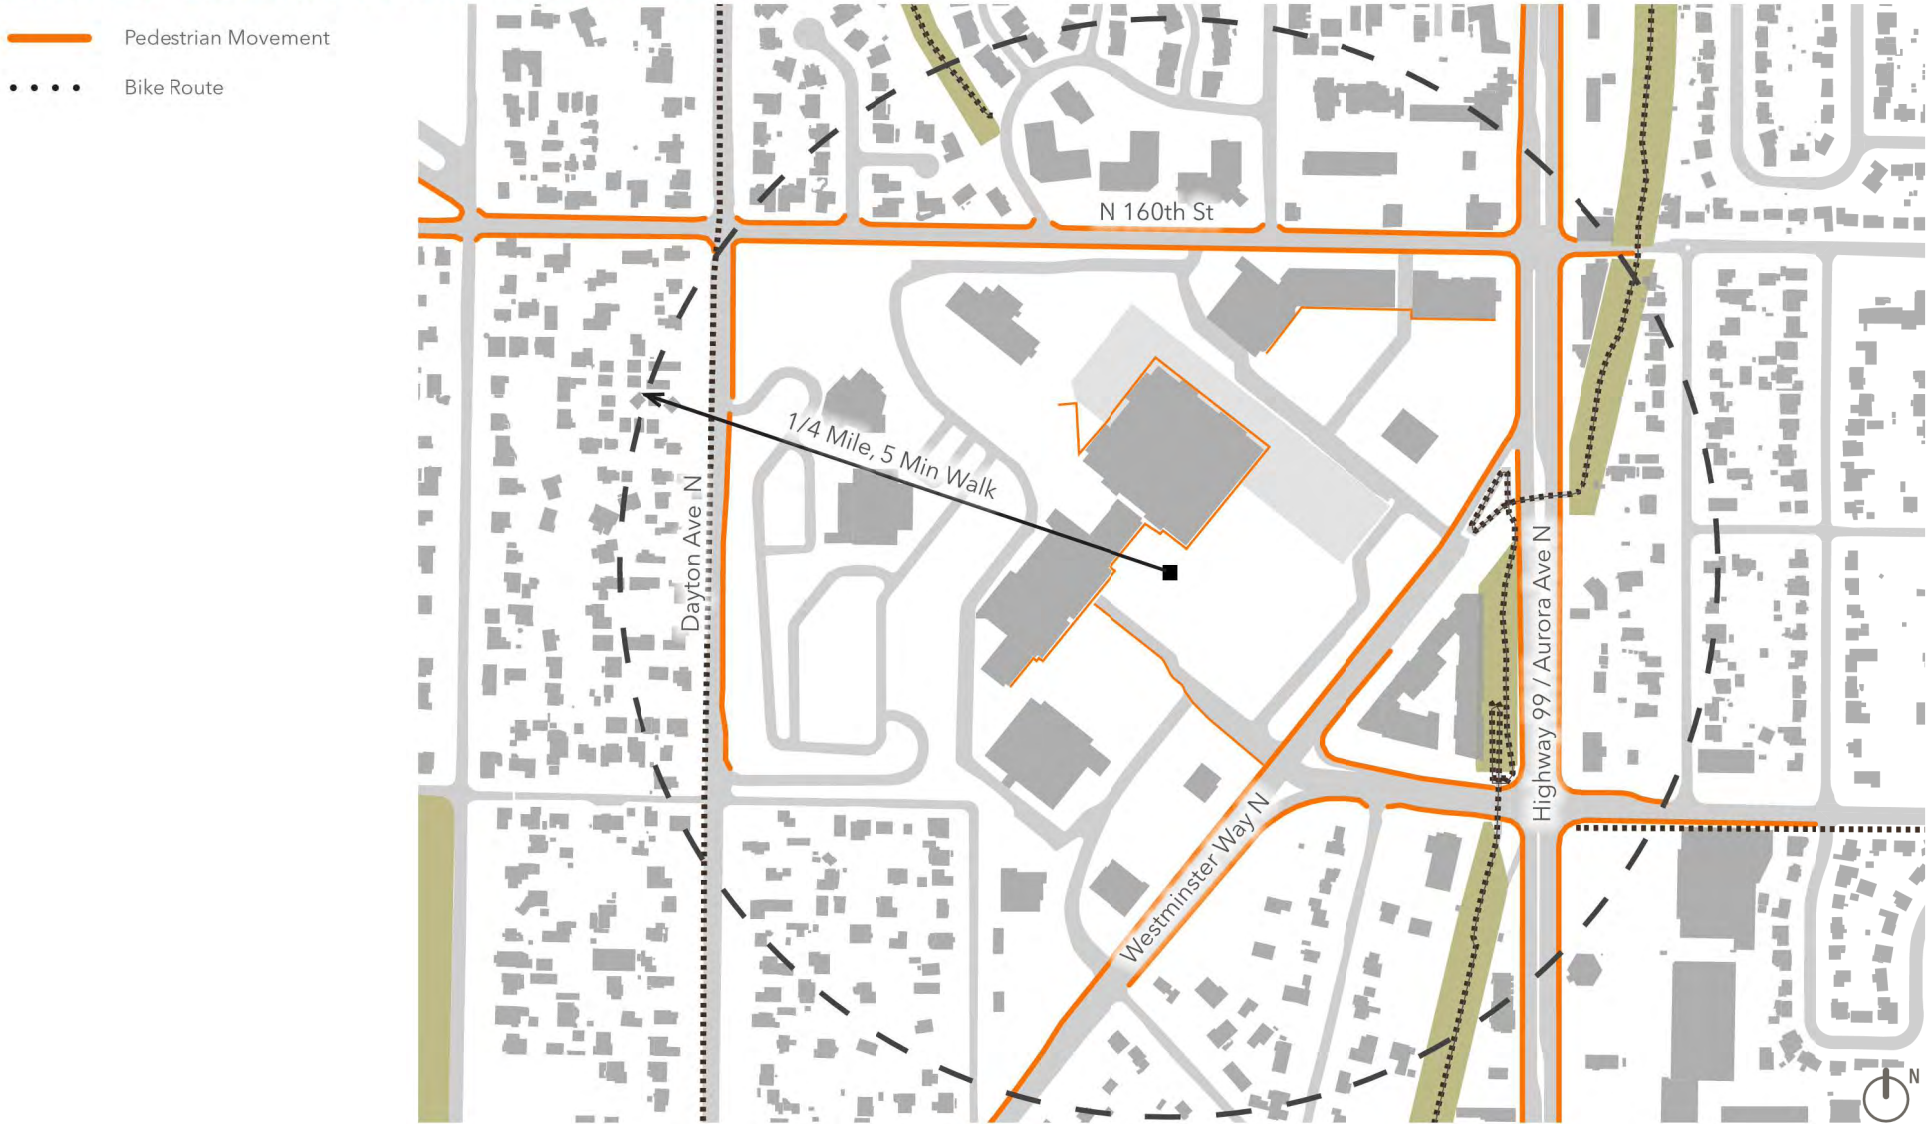 Pedestrian Movement
Bike Route
N 160th St
1/4 Mile, 5 Min Walk
Dayton Ave N
Highway 99 / Aurora Ave N
Westminster Way N
N